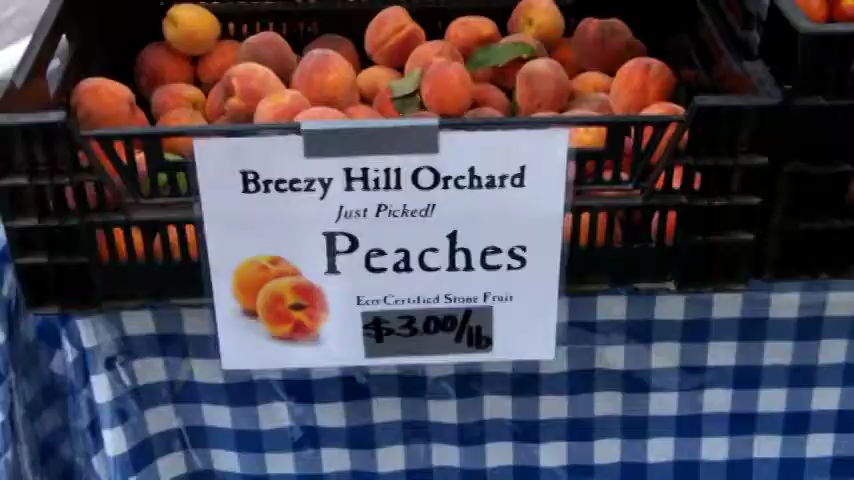 Breezy Hill Orchard
Just Picked!
Peaches
Eco-Certified Stone Fruit
$3.00/lb